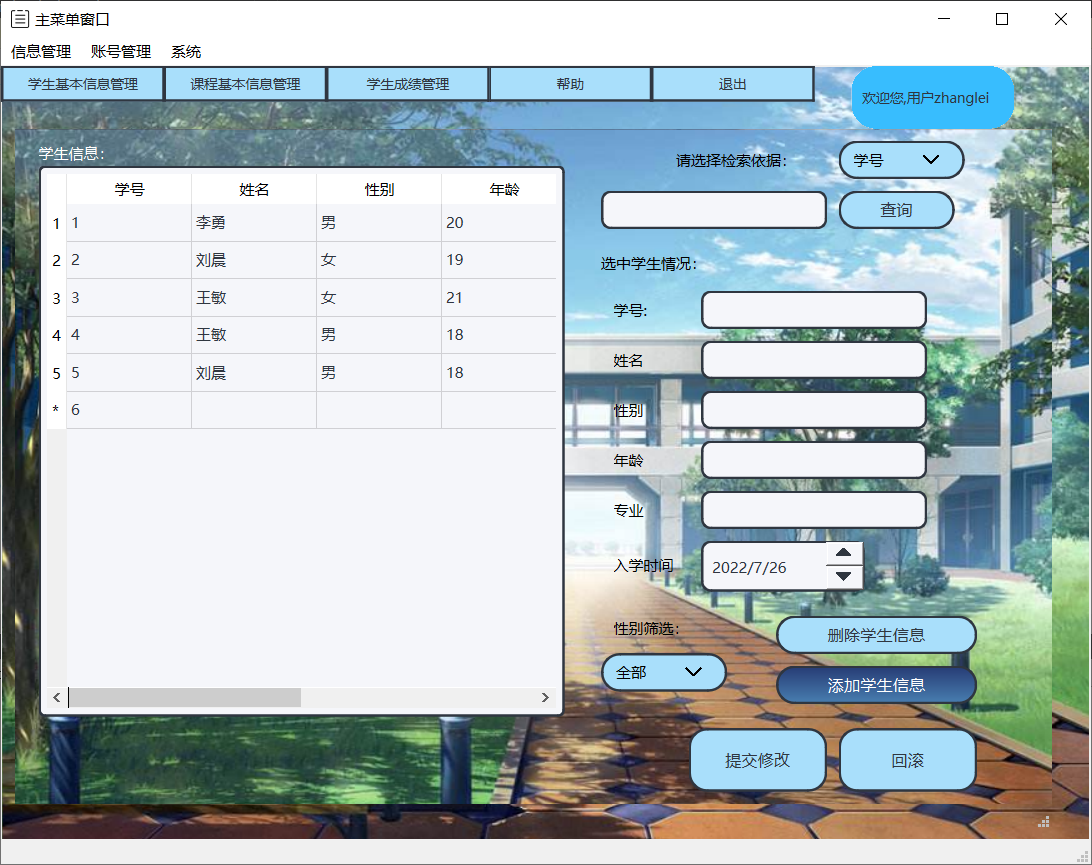 主菜单窗口
信息管理 账号管理 系统
学生基本信息管理 课程基本信息管理 学生成绩管理 帮助 退出
欢迎您,用户zhanglei
学生信息：
学号 姓名 性别 年龄
1 1 李勇 男 20
2 2 刘晨 女 19
3 3 王敏 女 21
4 4 王敏 男 18
5 5 刘晨 男 18
* 6
请选择检索依据： 学号
查询
选中学生情况：
学号:
姓名
性别
年龄
专业
入学时间 2022/7/26
性别筛选：
删除学生信息
全部
添加学生信息
提交修改 回滚